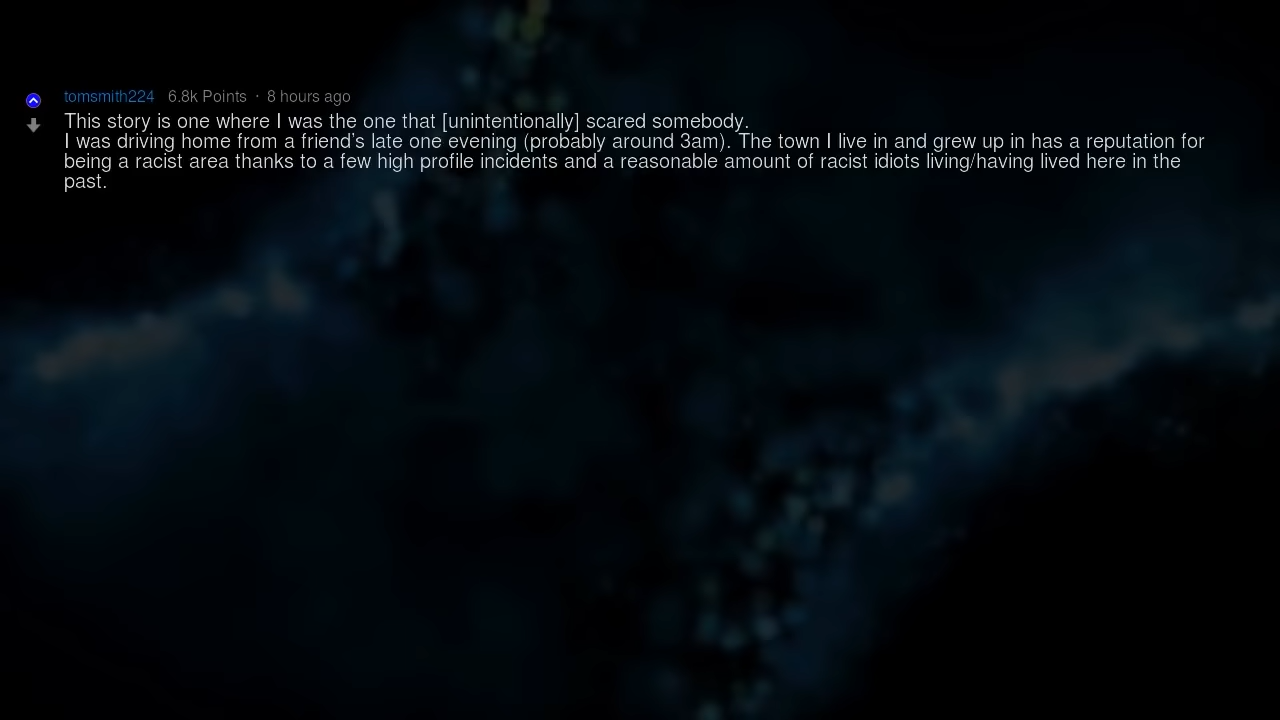 tomsmith224 6.8k Points · 8 hours ago
This story is one where I was the one that [unintentionally] scared somebody.
I was driving home from a friend's late one evening (probably around 3am). The town I live in and grew up in has a reputation for
being a racist area thanks to a few high profile incidents and a reasonable amount of racist idiots living/having lived here in the
past.